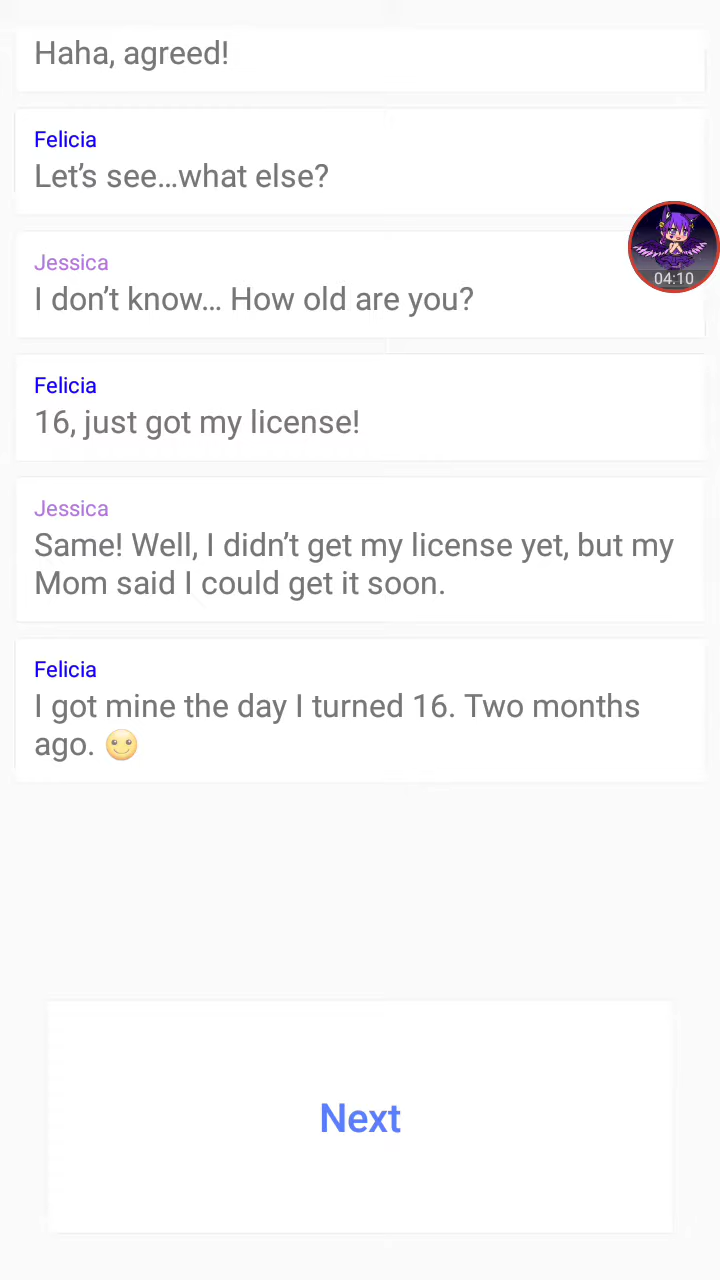 Haha, agreed!
Felicia
Let’s see…what else?
Jessica
I don’t know… How old are you?
04:10
Felicia
16, just got my license!
Jessica
Same! Well, I didn’t get my license yet, but my
Mom said I could get it soon.
Felicia
I got mine the day I turned 16. Two months
ago. 🙂
Next